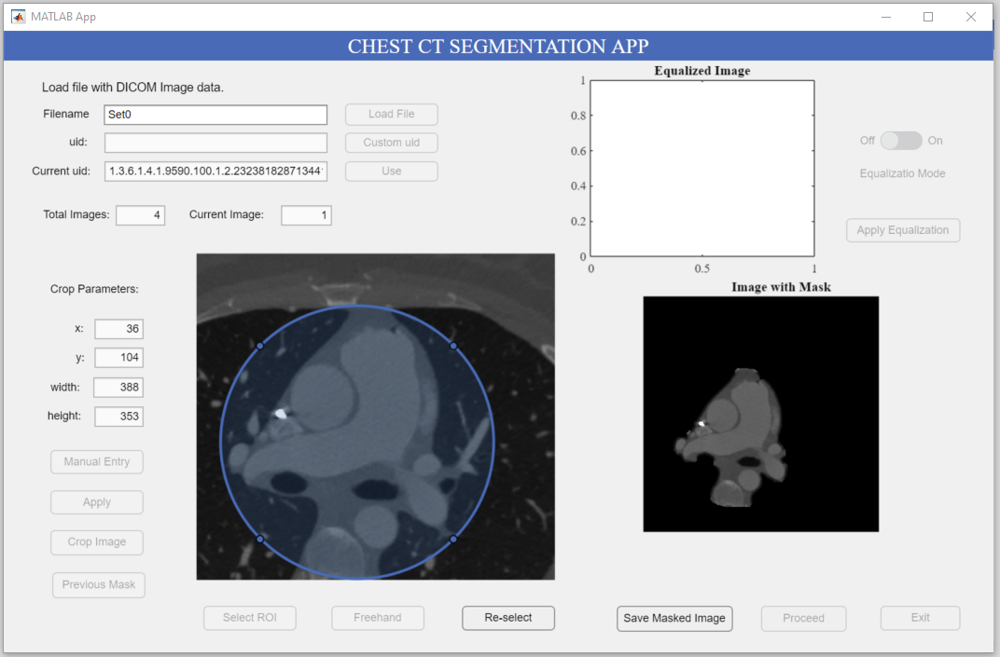 MATLAB App
CHEST CT SEGMENTATION APP
Load file with DICOM Image data.
Filename Set0 Load File
uid: Custom uid
Current uid: 1.3.6.1.4.1.9590.100.1.2.23238182871344 Use
Total Images: 4 Current Image: 1
Equalized Image
1
0.8
0.6
0.4
0.2
0
0 0.5 1
Off On
Equalizatio Mode
Apply Equalization
Crop Parameters:
x: 36
y: 104
width: 388
height: 353
Manual Entry
Apply
Crop Image
Previous Mask
Image with Mask
Select ROI Freehand Re-select Save Masked Image Proceed Exit